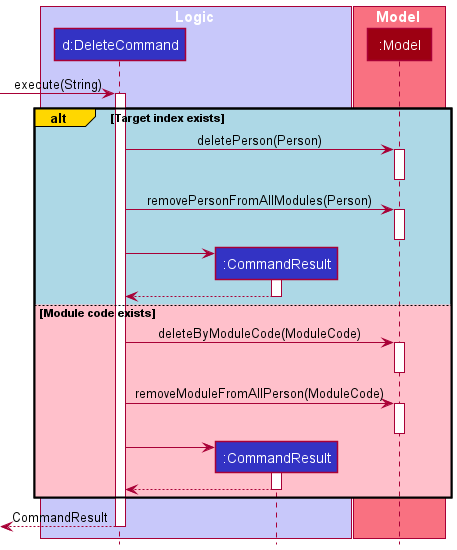 Logic
Model
d:DeleteCommand
:Model
execute(String)
alt
[Target index exists]
deletePerson(Person)
removePersonFromAllModules(Person)
:CommandResult
[Module code exists]
deleteByModuleCode(ModuleCode)
removeModuleFromAllPerson(ModuleCode)
:CommandResult
CommandResult